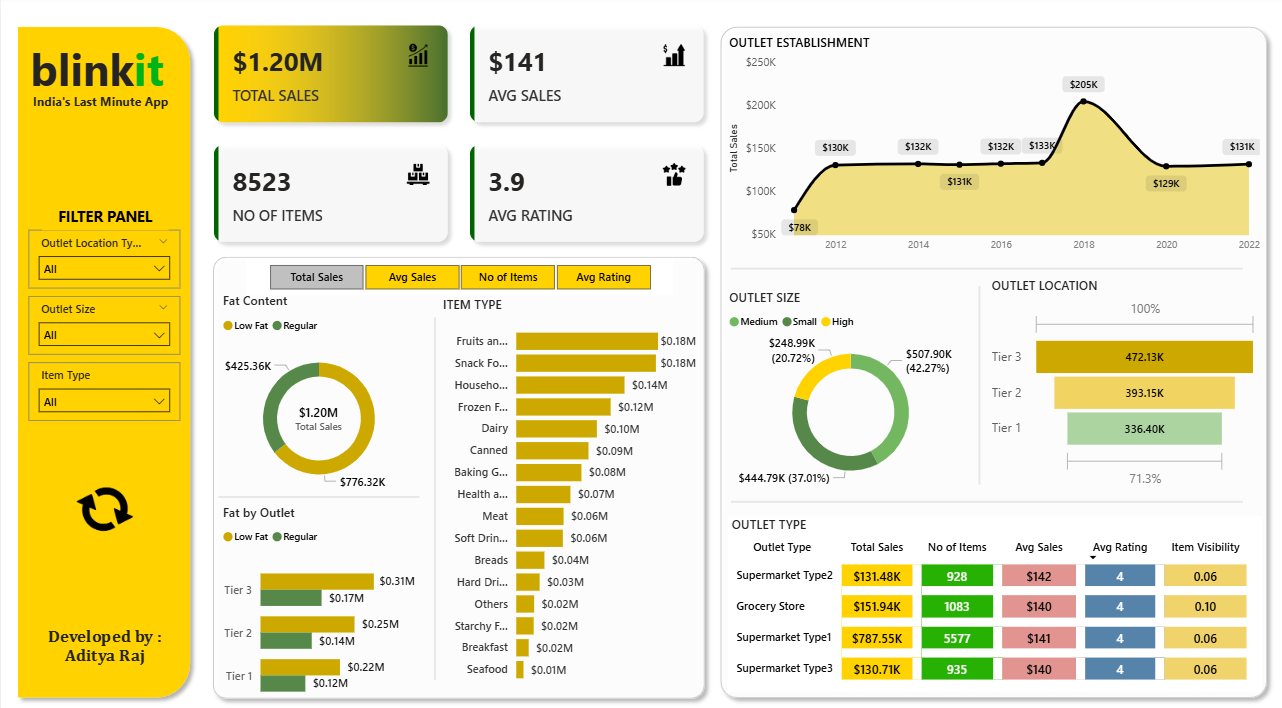 blinkit
India's Last Minute App
FILTER PANEL
Outlet Location Ty...
All
Outlet Size
All
Item Type
All
Developed by :
Aditya Raj
$1.20M
TOTAL SALES
$141
AVG SALES
8523
NO OF ITEMS
3.9
AVG RATING
Total Sales
Avg Sales
No of Items
Avg Rating
Fat Content
Low Fat
Regular
$425.36K
$1.20M
Total Sales
$776.32K
Fat by Outlet
Low Fat
Regular
Tier 3
$0.31M
$0.17M
Tier 2
$0.25M
$0.14M
Tier 1
$0.22M
$0.12M
ITEM TYPE
Fruits an... $0.18M
Snack Fo... $0.18M
Househo... $0.14M
Frozen F... $0.12M
Dairy $0.10M
Canned $0.09M
Baking G... $0.08M
Health a... $0.07M
Meat $0.06M
Soft Drin... $0.06M
Breads $0.04M
Hard Dri... $0.03M
Others $0.02M
Starchy F... $0.02M
Breakfast $0.02M
Seafood $0.01M
OUTLET ESTABLISHMENT
Total Sales
$250K
$200K
$150K
$100K
$50K
$78K
$130K
$132K
$131K
$132K
$133K
$205K
$129K
$131K
2012 2014 2016 2018 2020 2022
OUTLET SIZE
Medium Small High
$248.99K
(20.72%)
$507.90K
(42.27%)
$444.79K (37.01%)
OUTLET LOCATION
100%
Tier 3 472.13K
Tier 2 393.15K
Tier 1 336.40K
71.3%
OUTLET TYPE
Outlet Type Total Sales No of Items Avg Sales Avg Rating Item Visibility
Supermarket Type2 $131.48K 928 $142 4 0.06
Grocery Store $151.94K 1083 $140 4 0.10
Supermarket Type1 $787.55K 5577 $141 4 0.06
Supermarket Type3 $130.71K 935 $140 4 0.06